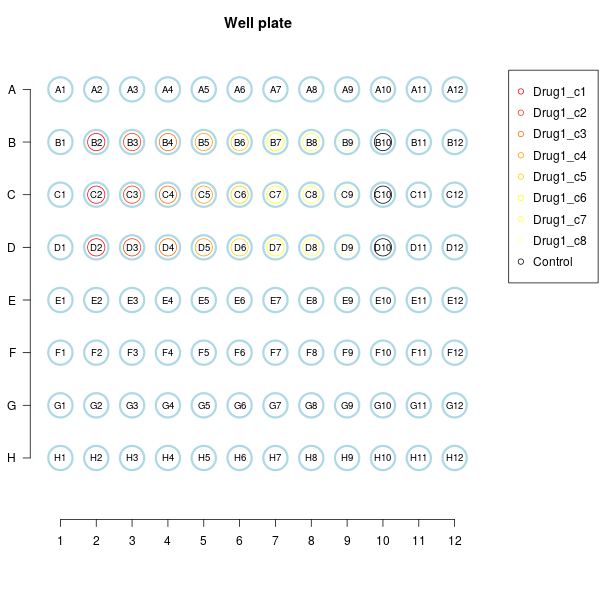 Well plate
A A1 A2 A3 A4 A5 A6 A7 A8 A9 A10 A11 A12
B B1 B2 B3 B4 B5 B6 B7 B8 B9 B10 B11 B12
C C1 C2 C3 C4 C5 C6 C7 C8 C9 C10 C11 C12
D D1 D2 D3 D4 D5 D6 D7 D8 D9 D10 D11 D12
E E1 E2 E3 E4 E5 E6 E7 E8 E9 E10 E11 E12
F F1 F2 F3 F4 F5 F6 F7 F8 F9 F10 F11 F12
G G1 G2 G3 G4 G5 G6 G7 G8 G9 G10 G11 G12
H H1 H2 H3 H4 H5 H6 H7 H8 H9 H10 H11 H12
1 2 3 4 5 6 7 8 9 10 11 12
Drug1_c1
Drug1_c2
Drug1_c3
Drug1_c4
Drug1_c5
Drug1_c6
Drug1_c7
Drug1_c8
Control